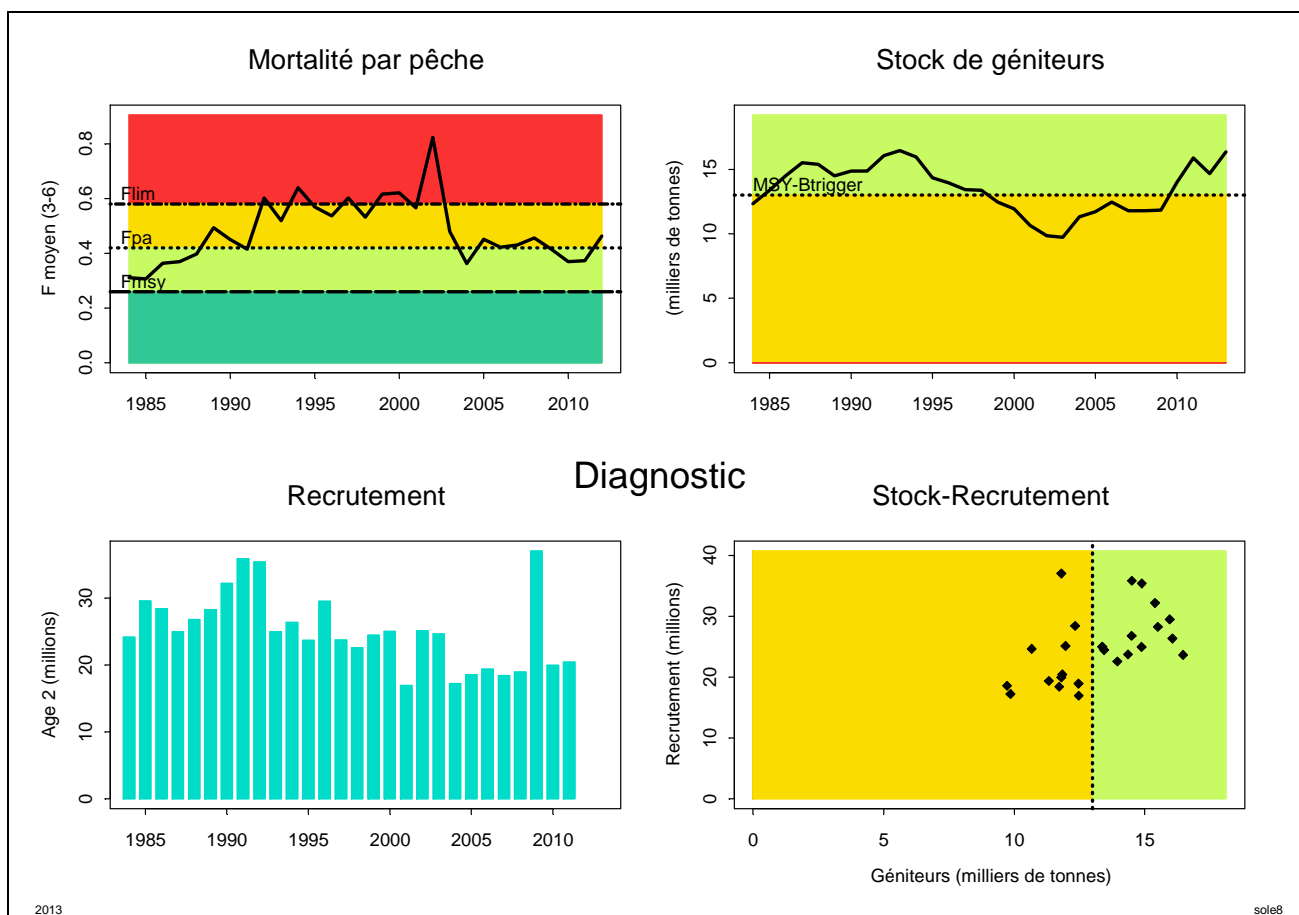 Mortalité par pêche
F moyen (3-6)
0.8
0.6
0.4
0.2
0.0
Flim
Fpa
Fmsy
1985 1990 1995 2000 2005 2010
Stock de géniteurs
(milliers de tonnes)
15
10
5
0
MSY-Btrigger
1985 1990 1995 2000 2005 2010
Diagnostic
Recrutement
Age 2 (millions)
30
20
10
0
1985 1990 1995 2000 2005 2010
Stock-Recrutement
Recrutement (millions)
40
30
20
10
0
0 5 10 15
Géniteurs (milliers de tonnes)
2013
sole8